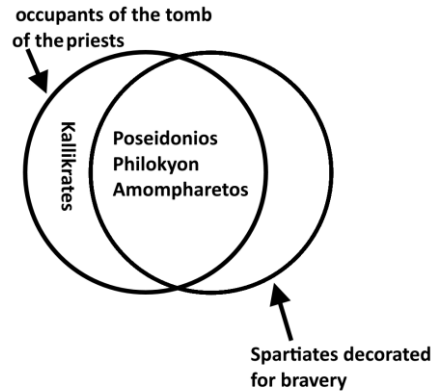 occupants of the tomb
of the priests
Kallikrates
Poseidonios
Philokyon
Amompharetos
Spartiates decorated
for bravery